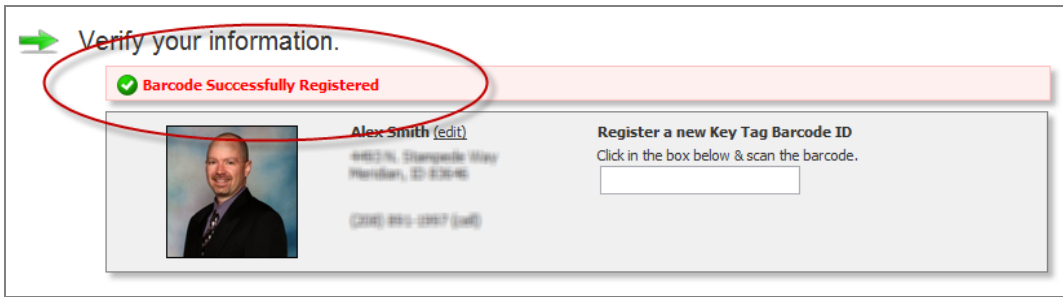 Verify your information.
Barcode Successfully Registered
Alex Smith (edit)
Register a new Key Tag Barcode ID
Click in the box below & scan the barcode.